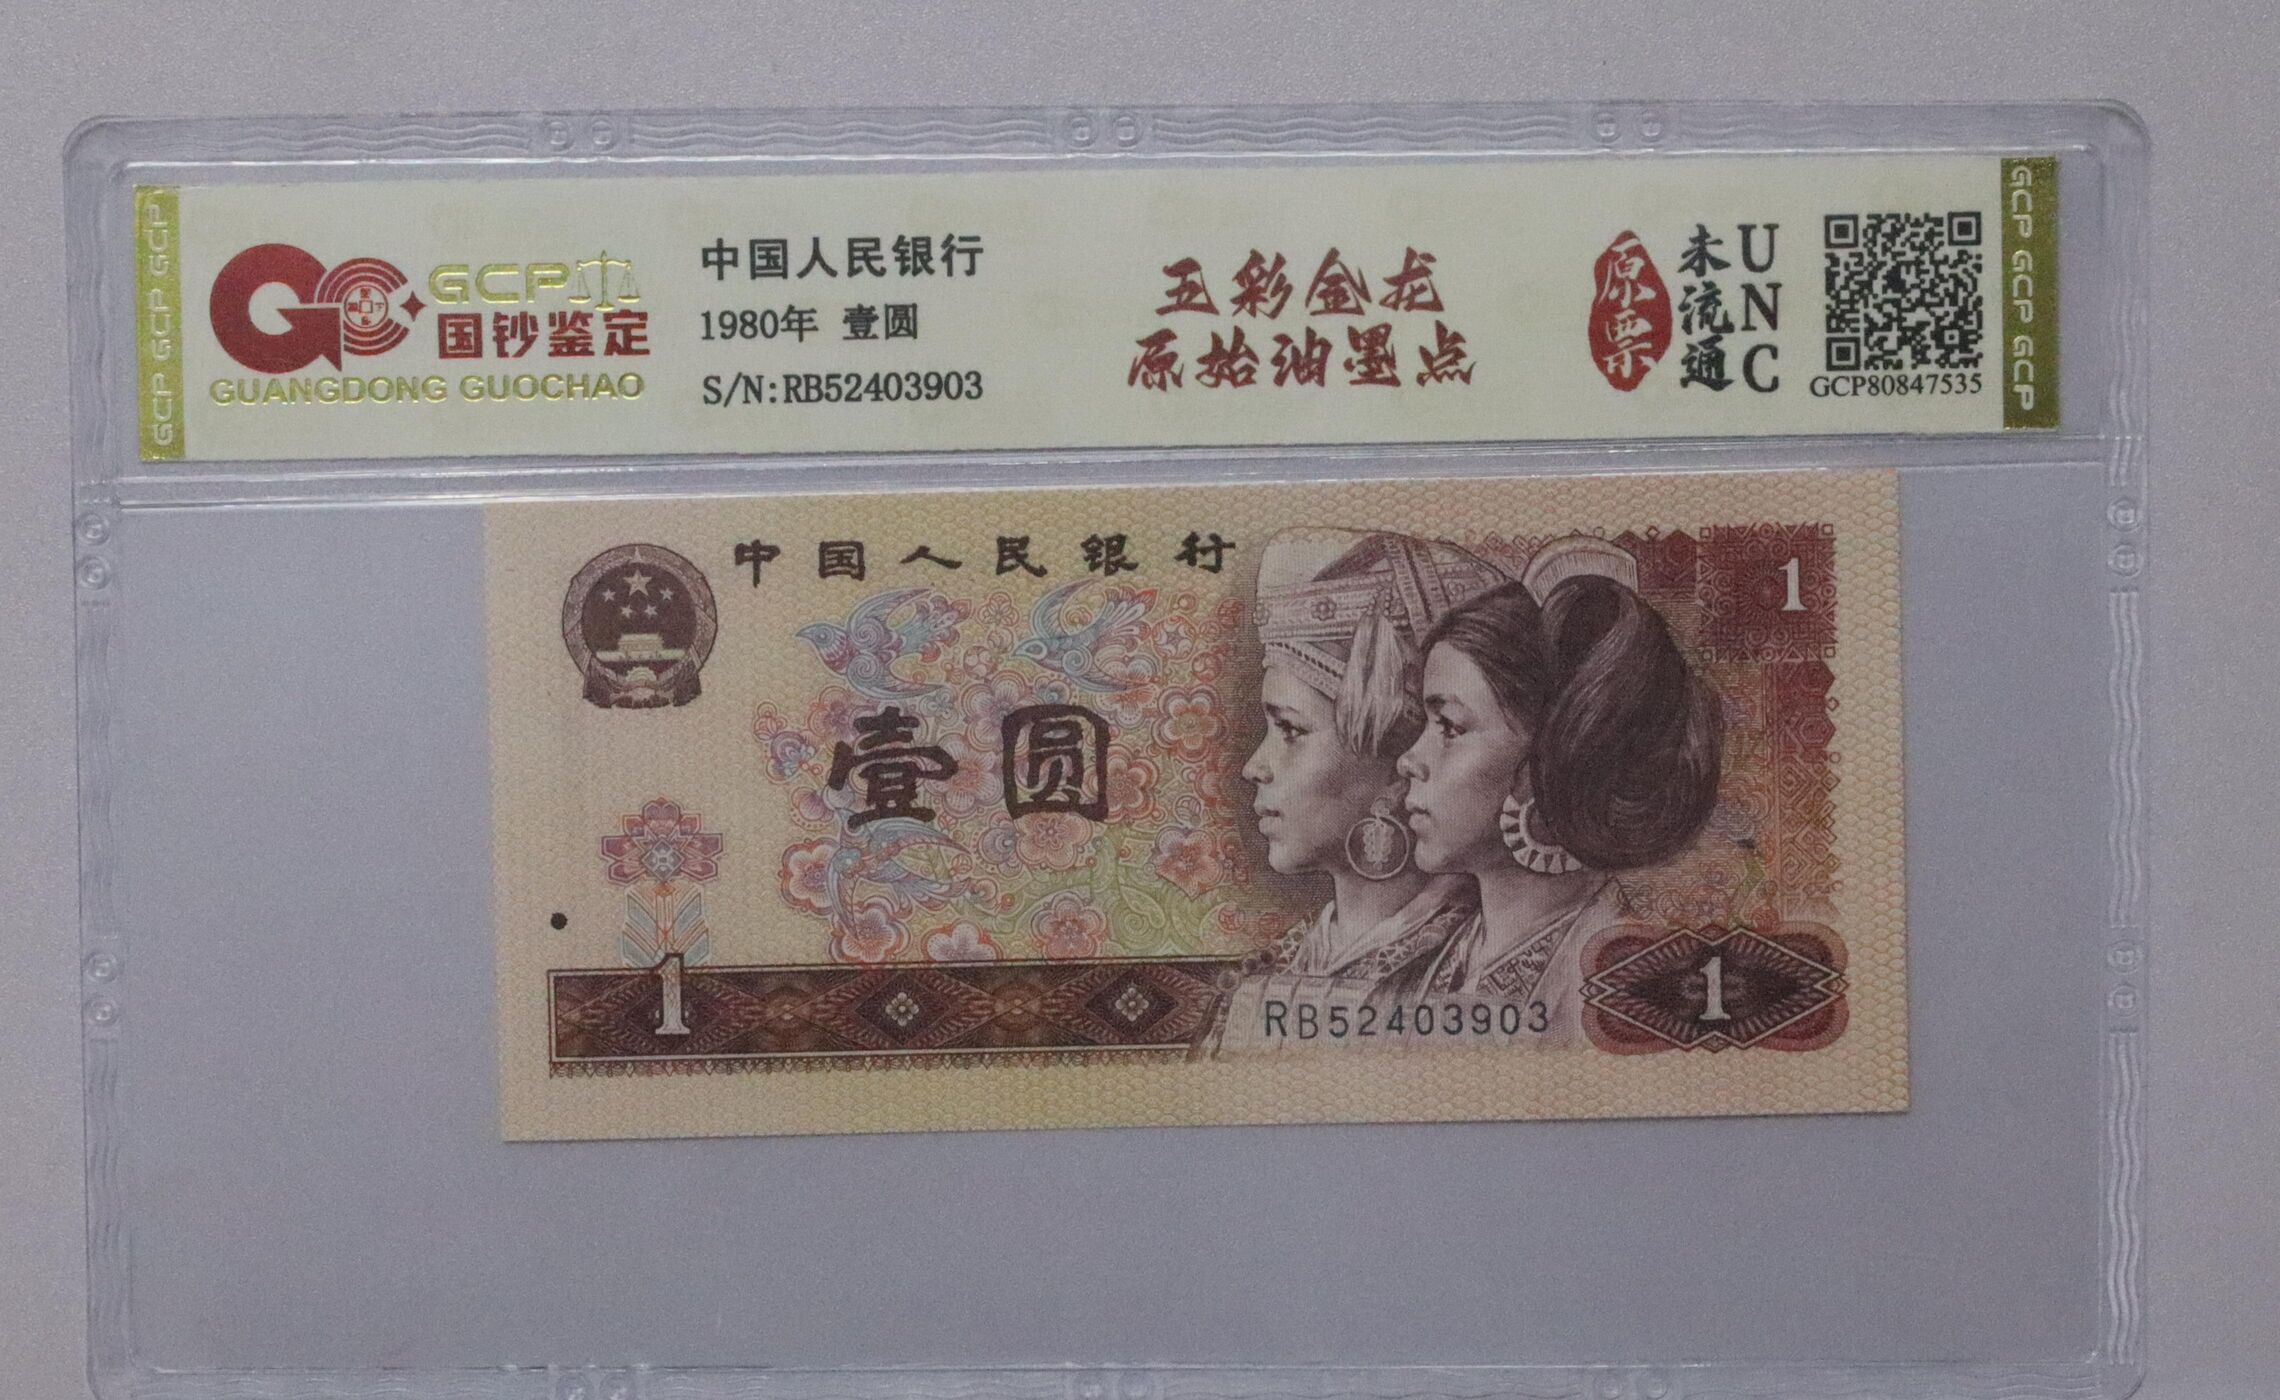 GCP GCP GCP GCP
GCP
国钞鉴定
GUANGDONG GUOCHAO
中国人民银行
1980年 壹圆
S/N:RB52403903
五彩金龙
原始油墨点
原票
未流通
UNC
GCP80847535
GCP GCP GCP GCP
中国人民银行
1
壹圆
1
RB52403903
1